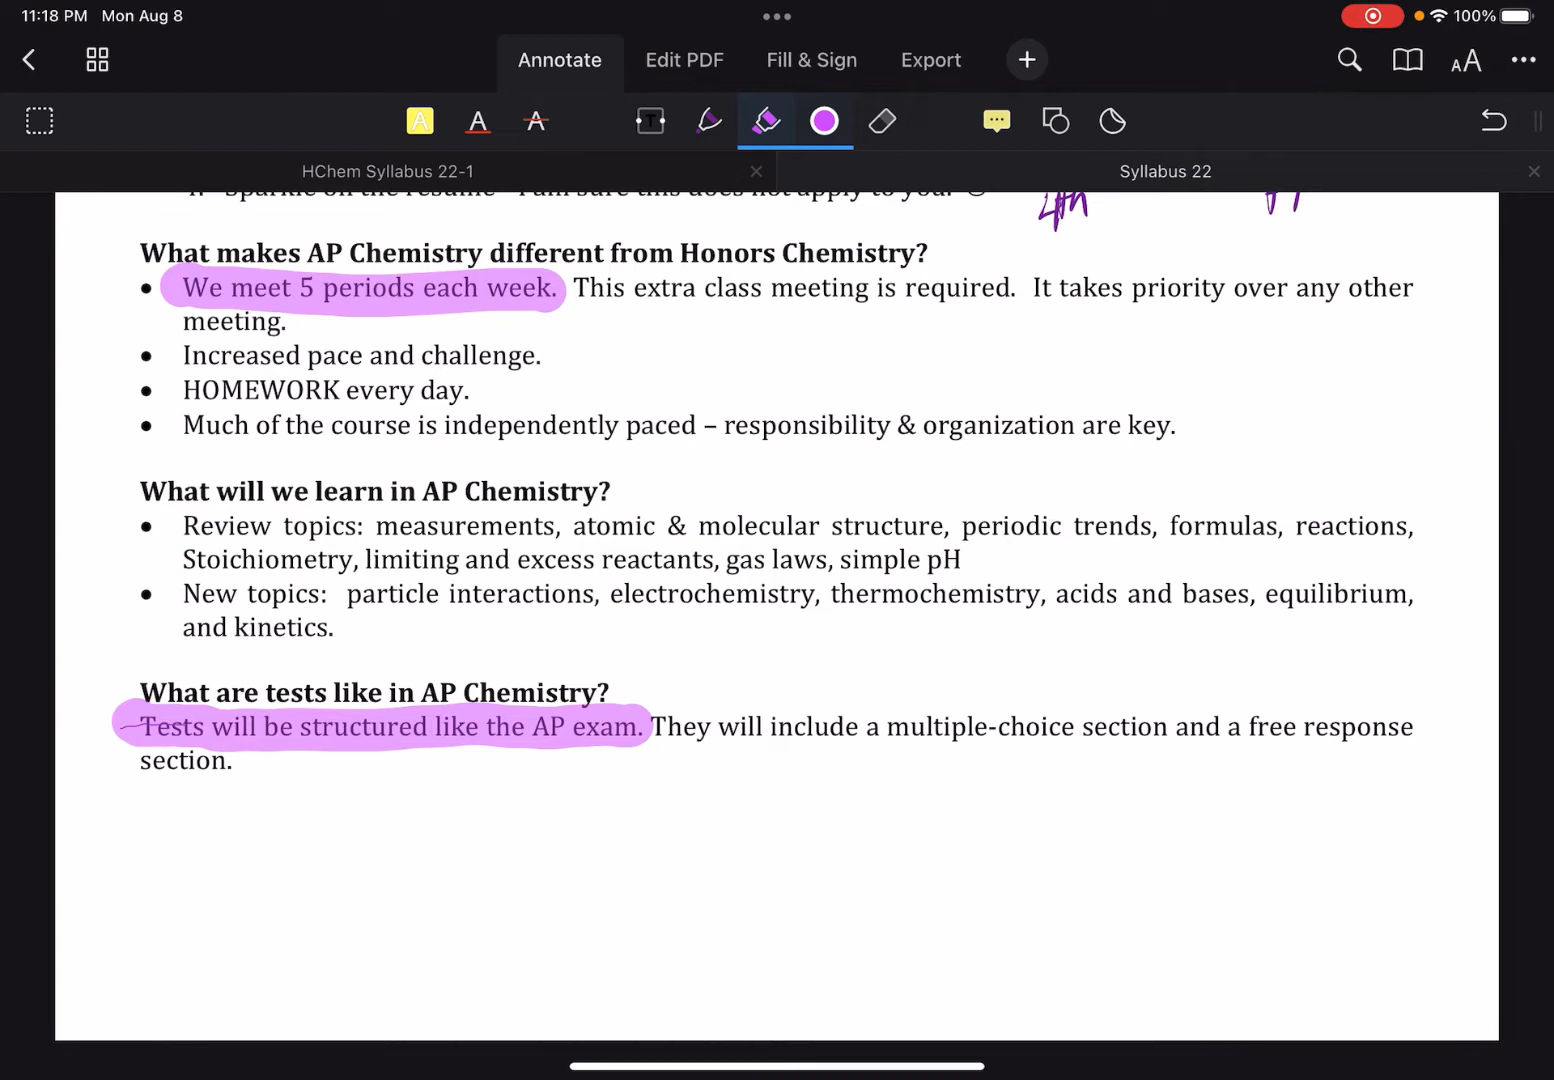 11:18 PM Mon Aug 8
100%
Annotate Edit PDF Fill & Sign Export
HChem Syllabus 22-1
Syllabus 22
What makes AP Chemistry different from Honors Chemistry?
• We meet 5 periods each week. This extra class meeting is required. It takes priority over any other
meeting.
• Increased pace and challenge.
• HOMEWORK every day.
• Much of the course is independently paced – responsibility & organization are key.
What will we learn in AP Chemistry?
• Review topics: measurements, atomic & molecular structure, periodic trends, formulas, reactions,
Stoichiometry, limiting and excess reactants, gas laws, simple pH
• New topics: particle interactions, electrochemistry, thermochemistry, acids and bases, equilibrium,
and kinetics.
What are tests like in AP Chemistry?
Tests will be structured like the AP exam. They will include a multiple-choice section and a free response
section.